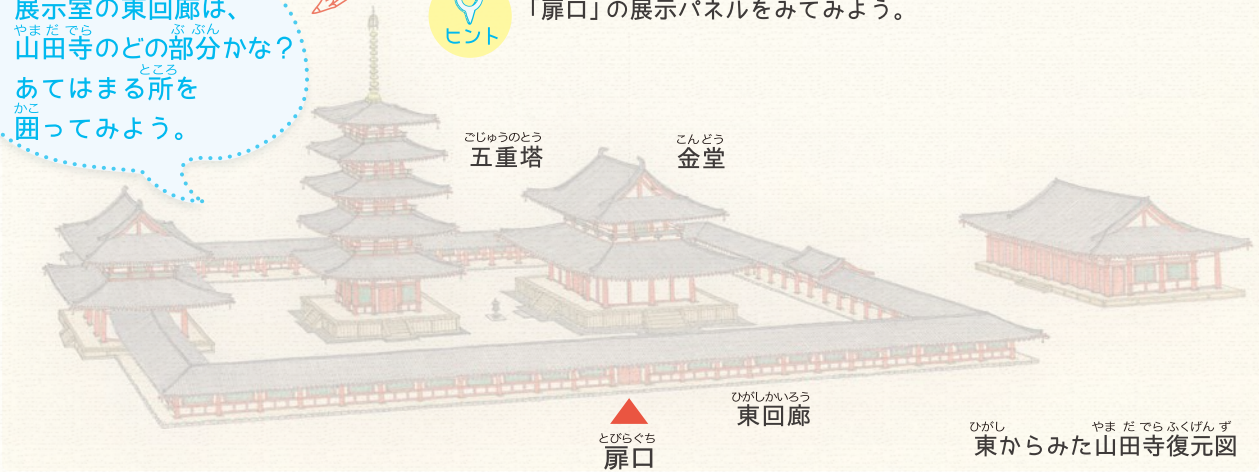 展示室の東回廊は、
やまだでら ぶぶん
山田寺のどの部分かな？
ところ
あてはまる所を
かこ
囲ってみよう。
ヒント
「扉口」の展示パネルをみてみよう。
ごじゅうのとう
五重塔
こんどう
金堂
ひがしかいろう
東回廊
とびらぐち
扉口
ひがし やまだでらふくげんず
東からみた山田寺復元図